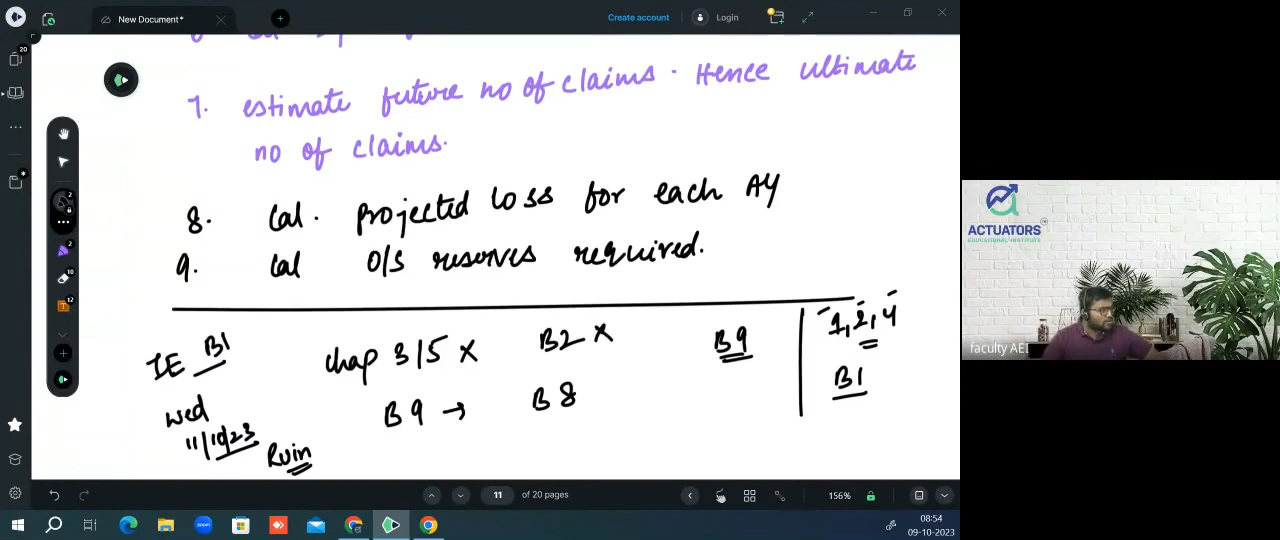 New Document*
Create account
Login
7. estimate future no of claims. Hence ultimate
no of claims.
8. Cal. Projected loss for each AY
9. Cal O/S reserves required.
IE B1
chap 3/5 X
B2 X
B9
1, 2, 4
B1
B9 → B8
Wed
11/10/23
Ruin
ACTUATORS
EDUCATIONAL INSTITUTE
faculty AEI
11 of 20 pages
156%
08:54
09-10-2023